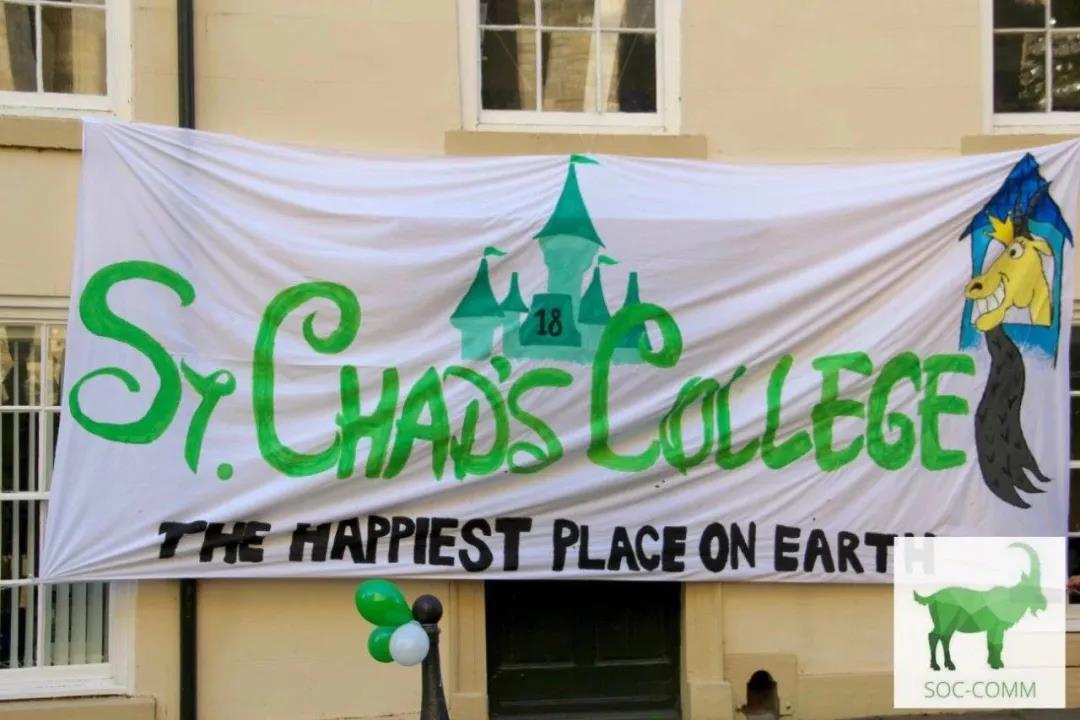 18
ST. CHAD'S COLLEGE
THE HAPPIEST PLACE ON EARTH
SOC-COMM